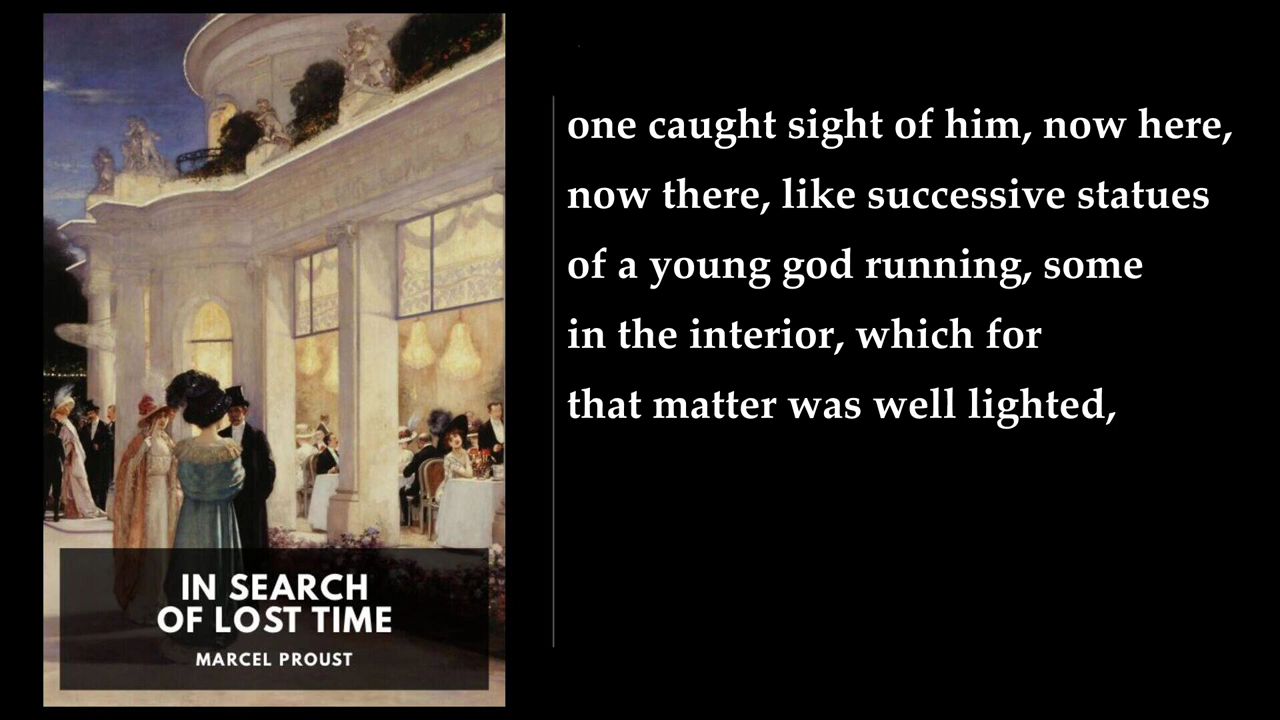 one caught sight of him, now here,
now there, like successive statues
of a young god running, some
in the interior, which for
that matter was well lighted,
IN SEARCH
OF LOST TIME
MARCEL PROUST